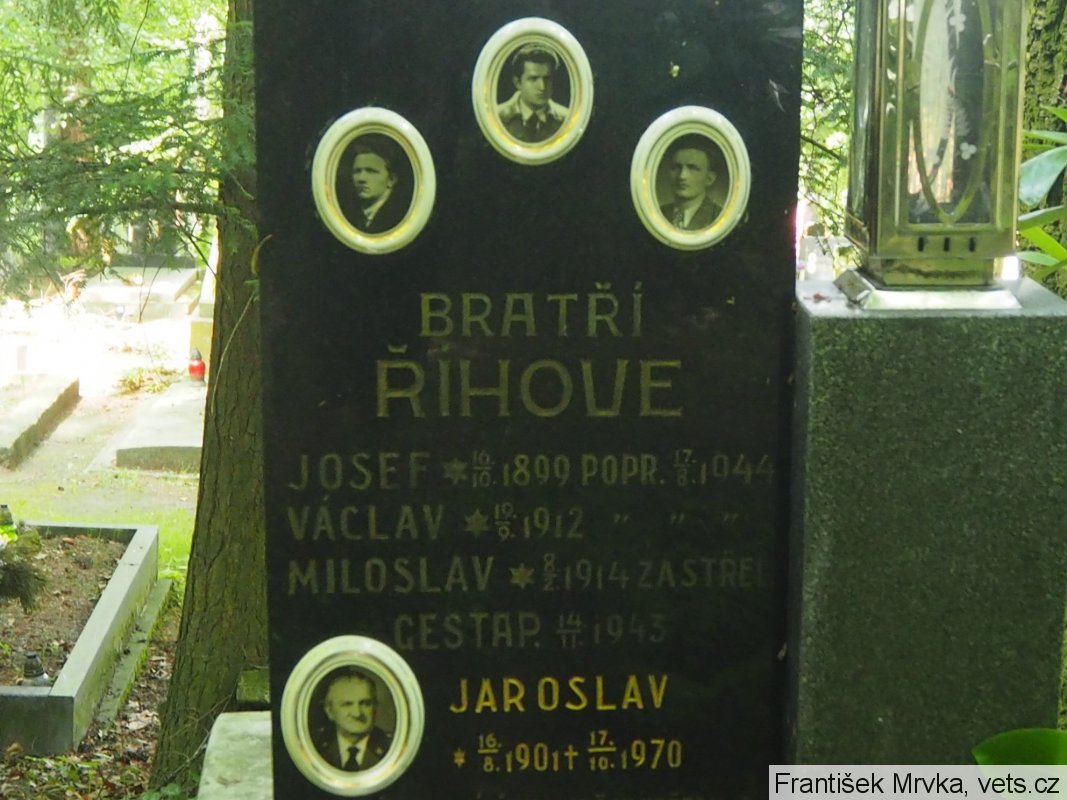 BRATŘÍ
ŘÍHOVE
JOSEF * 16/10. 1899 POPR. 17/8. 1944
VÁCLAV * 19/9. 1912 " " "
MILOSLAV * 8/2. 1914 ZASTŘEL
GESTAP. 14/11. 1943
JAROSLAV
* 16/8. 1901 † 17/10. 1970
František Mrvka, vets.cz